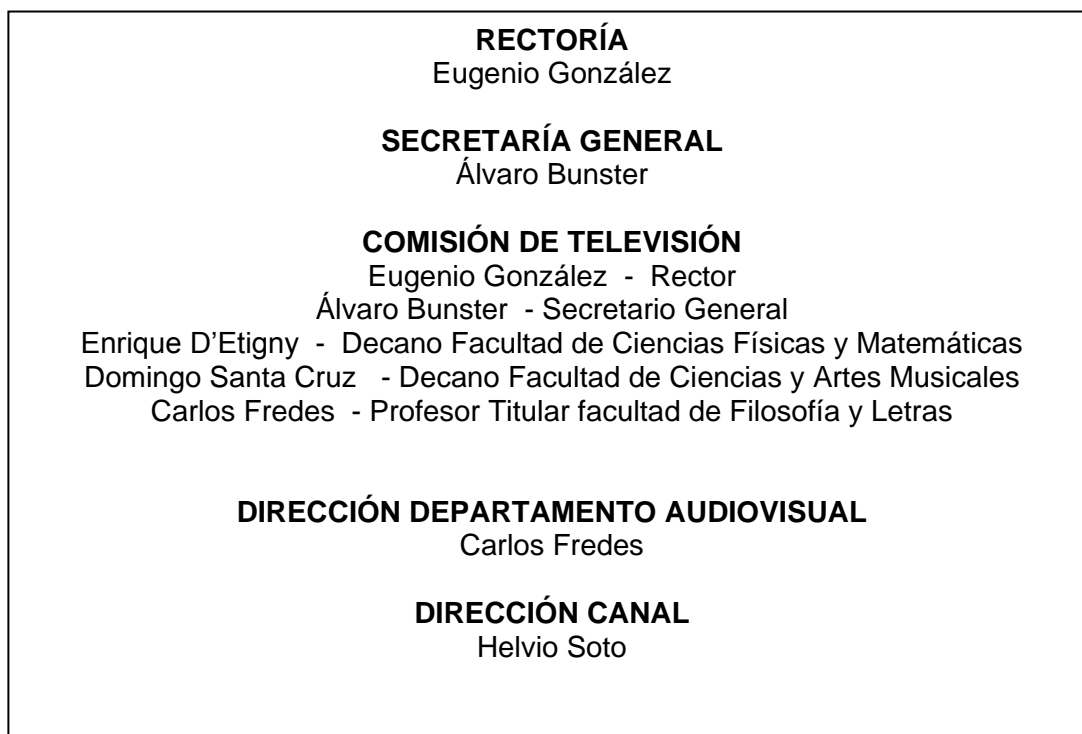 RECTORÍA
Eugenio González
SECRETARÍA GENERAL
Álvaro Bunster
COMISIÓN DE TELEVISIÓN
Eugenio González - Rector
Álvaro Bunster - Secretario General
Enrique D’Etigny - Decano Facultad de Ciencias Físicas y Matemáticas
Domingo Santa Cruz - Decano Facultad de Ciencias y Artes Musicales
Carlos Fredes - Profesor Titular facultad de Filosofía y Letras
DIRECCIÓN DEPARTAMENTO AUDIOVISUAL
Carlos Fredes
DIRECCIÓN CANAL
Helvio Soto